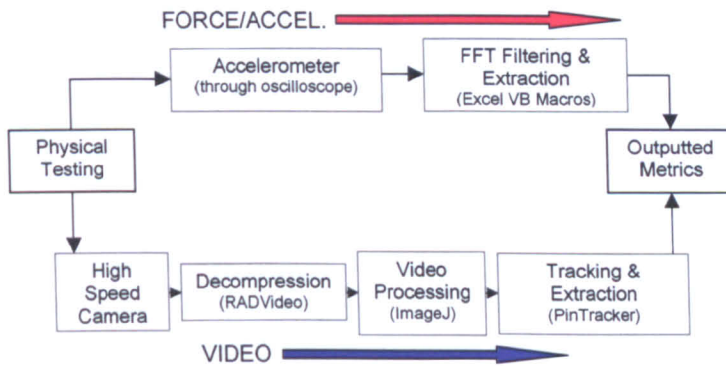 FORCE/ACCEL.
Accelerometer
(through oscilloscope)
FFT Filtering &
Extraction
(Excel VB Macros)
Physical
Testing
Outputted
Metrics
High
Speed
Camera
Decompression
(RADVideo)
Video
Processing
(ImageJ)
Tracking &
Extraction
(PinTracker)
VIDEO